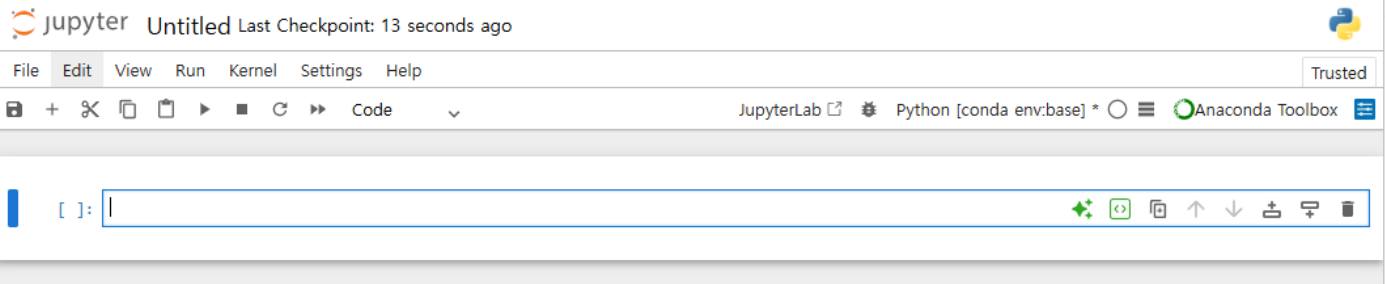 jupyter Untitled Last Checkpoint: 13 seconds ago
File Edit View Run Kernel Settings Help Trusted
Code JupyterLab Python [conda env:base] * Anaconda Toolbox
[ ]: